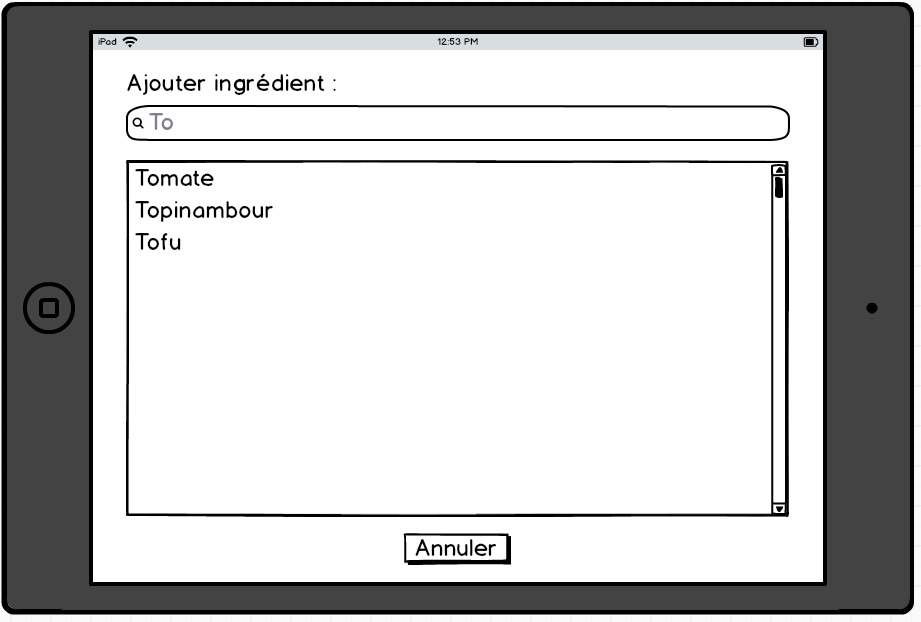 iPad 12:53 PM
Ajouter ingrédient :
To
Tomate
Topinambour
Tofu
Annuler